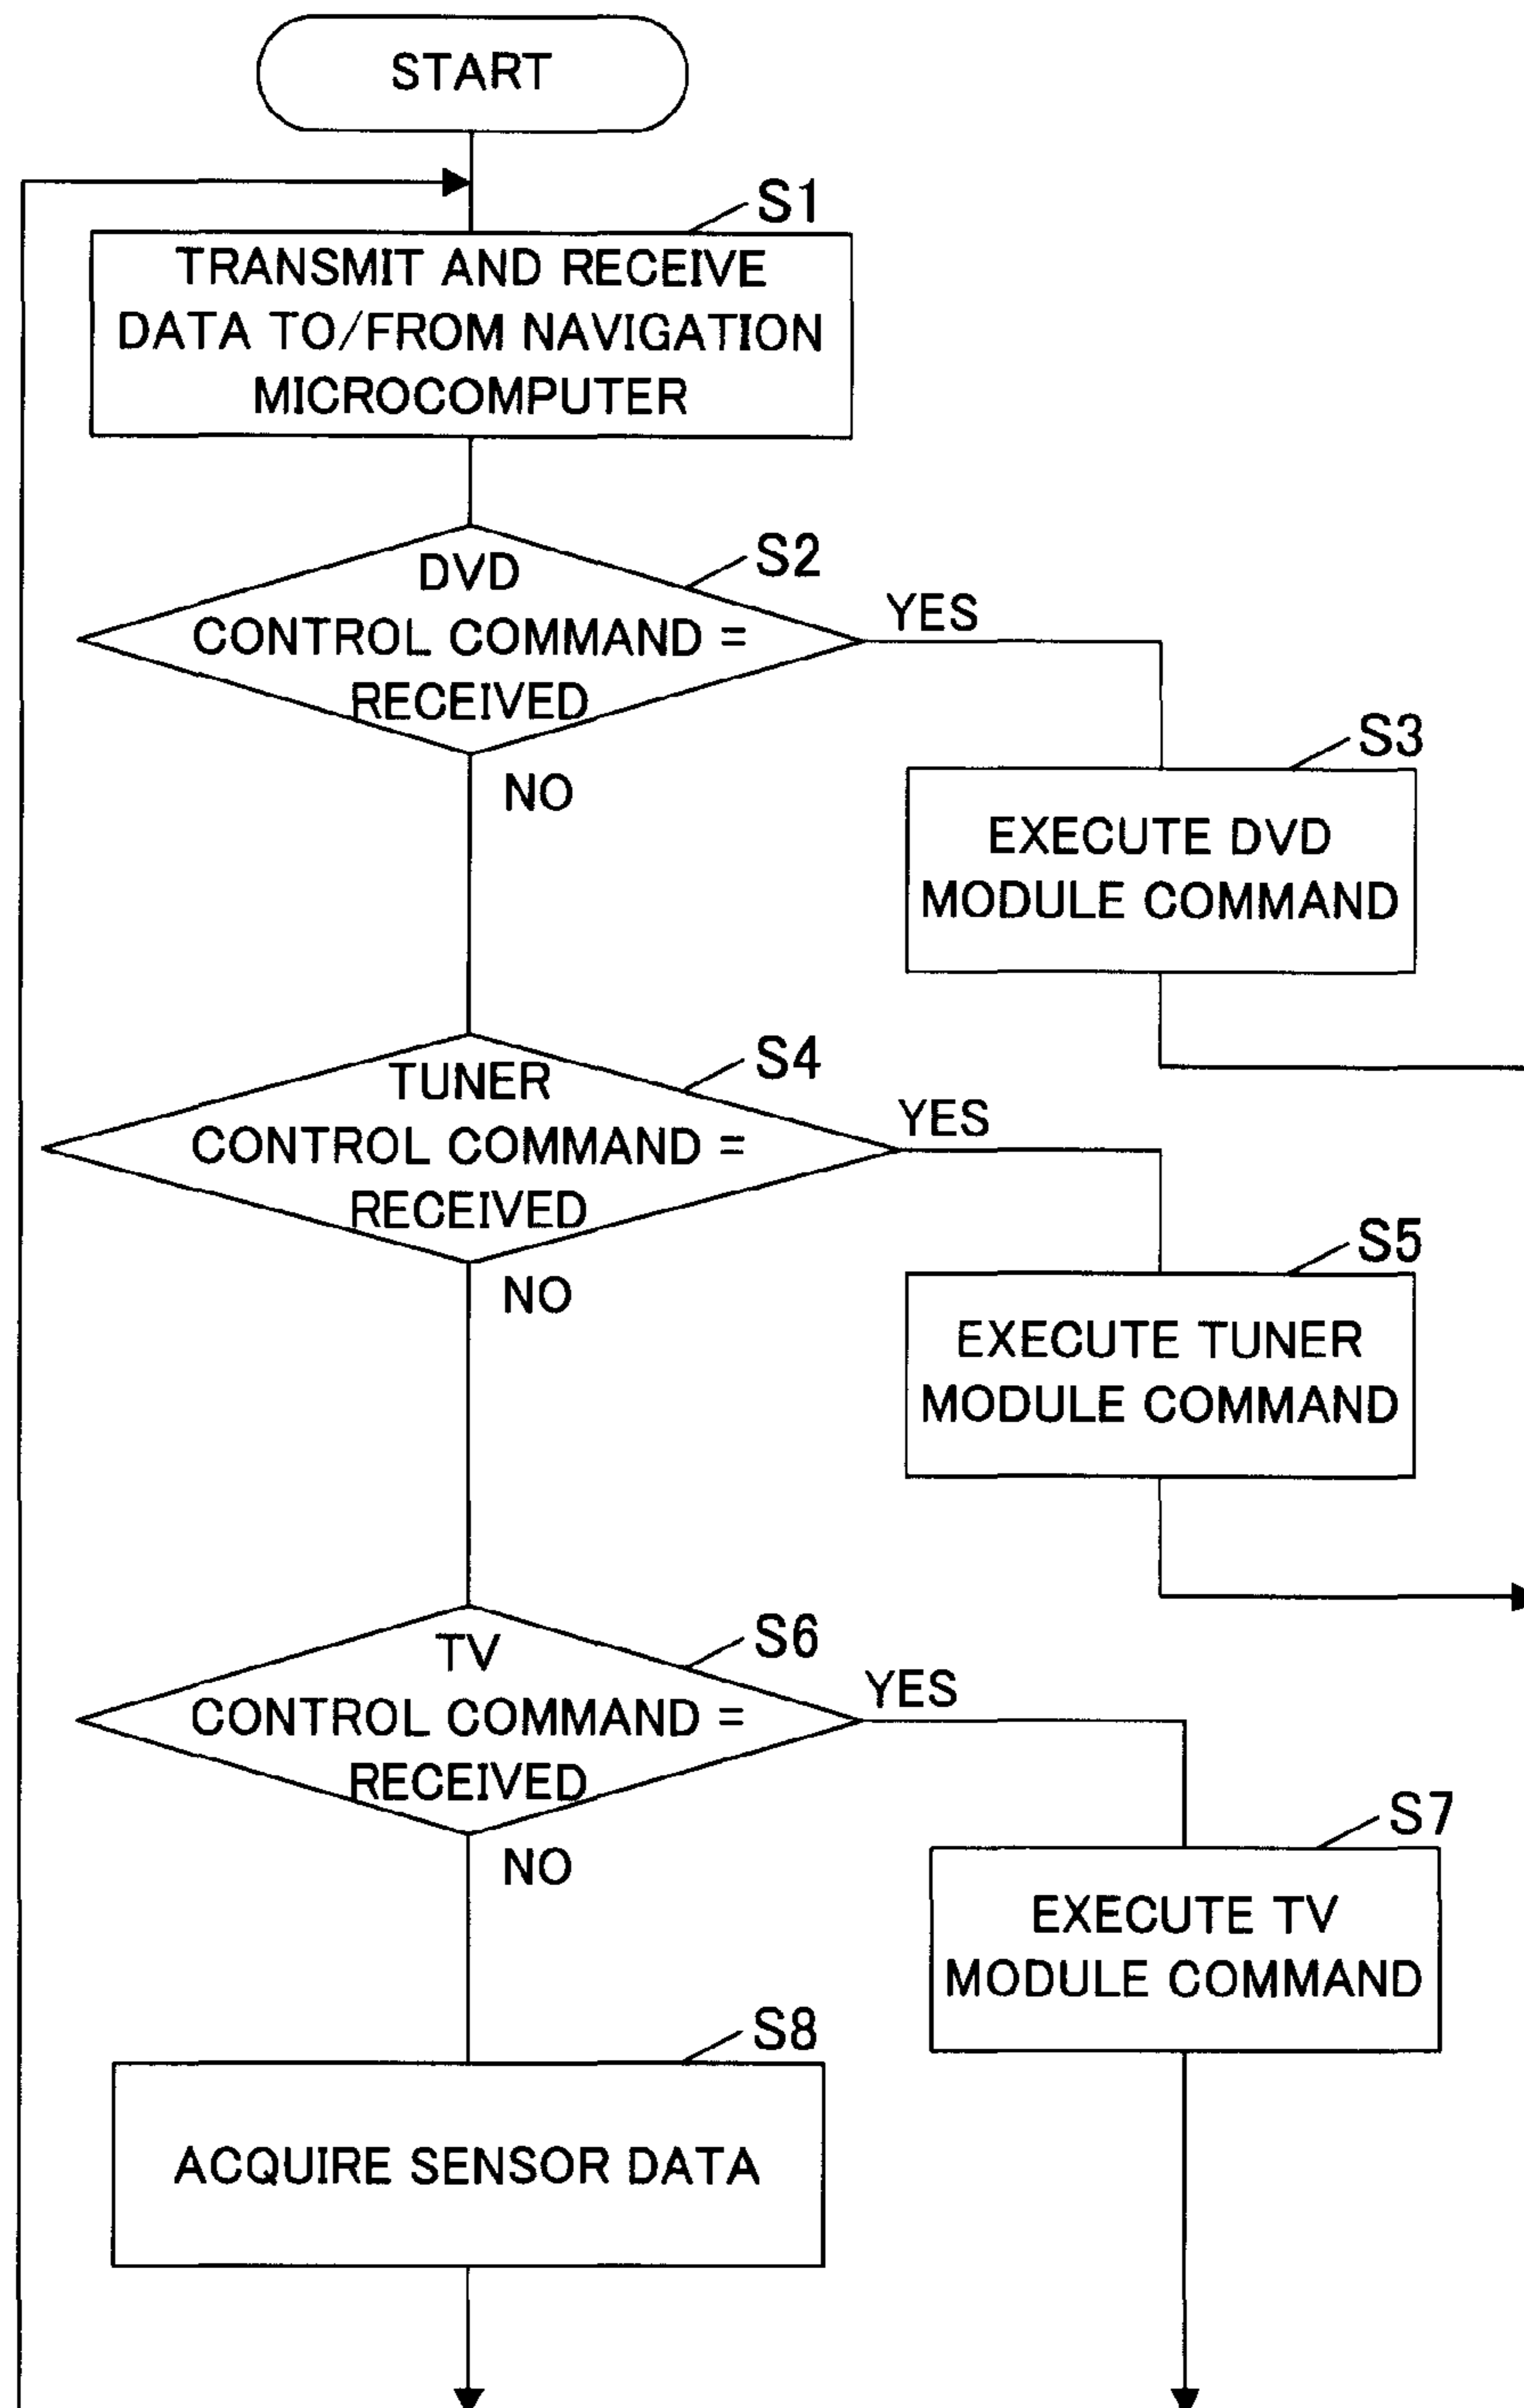 START
S1
TRANSMIT AND RECEIVE
DATA TO/FROM NAVIGATION
MICROCOMPUTER
S2
DVD
CONTROL COMMAND =
RECEIVED
YES
NO
S3
EXECUTE DVD
MODULE COMMAND
S4
TUNER
CONTROL COMMAND =
RECEIVED
YES
NO
S5
EXECUTE TUNER
MODULE COMMAND
S6
TV
CONTROL COMMAND =
RECEIVED
YES
NO
S7
EXECUTE TV
MODULE COMMAND
S8
ACQUIRE SENSOR DATA